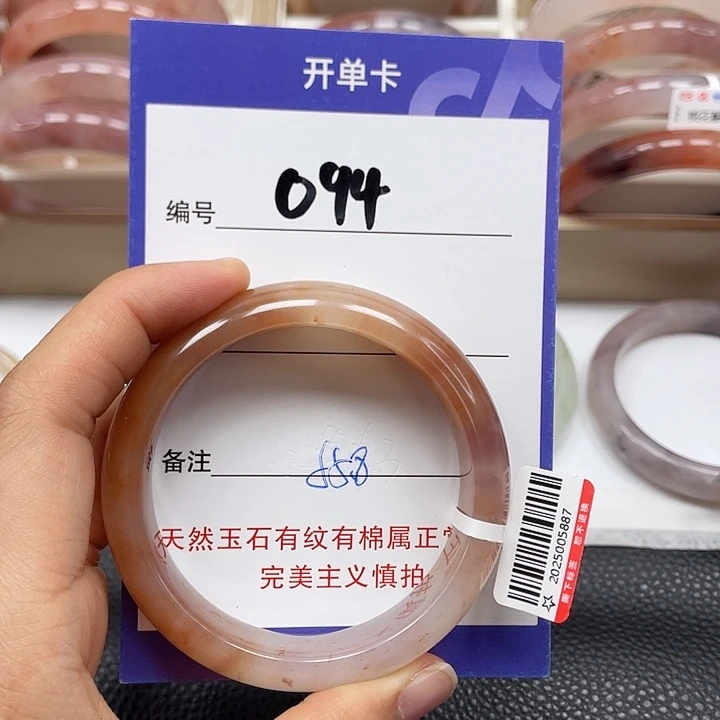 开单卡
编号 094
备注 558
天然玉石有纹有棉属正
完美主义慎拍
2025005887